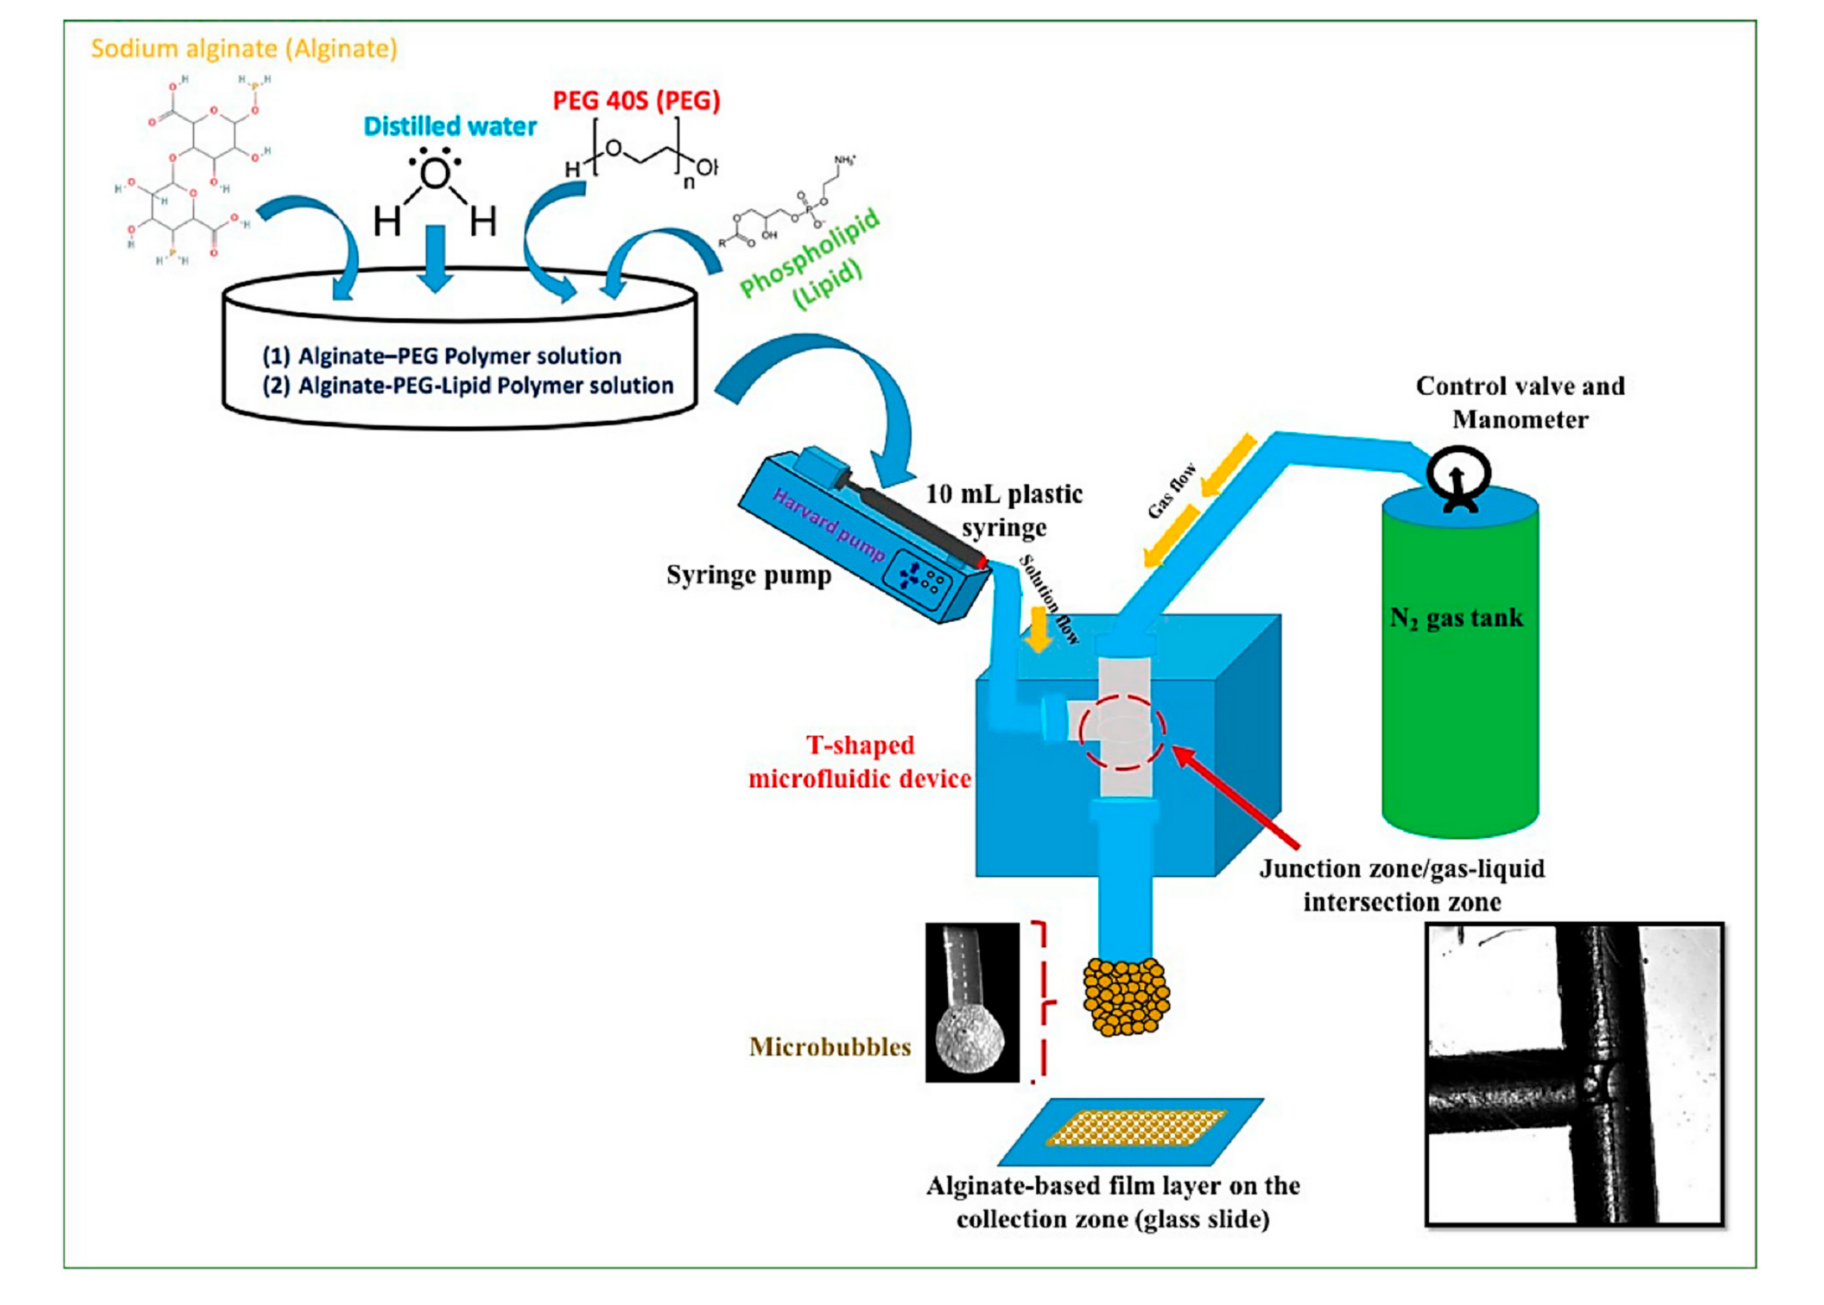 Sodium alginate (Alginate)
PEG 40S (PEG)
Distilled water
Phospholipid
(Lipid)
(1) Alginate–PEG Polymer solution
(2) Alginate-PEG-Lipid Polymer solution
Control valve and
Manometer
Gas flow
10 mL plastic
syringe
Harvard pump
Syringe pump
Solution flow
N₂ gas tank
T-shaped
microfluidic device
Junction zone/gas-liquid
intersection zone
Microbubbles
Alginate-based film layer on the
collection zone (glass slide)